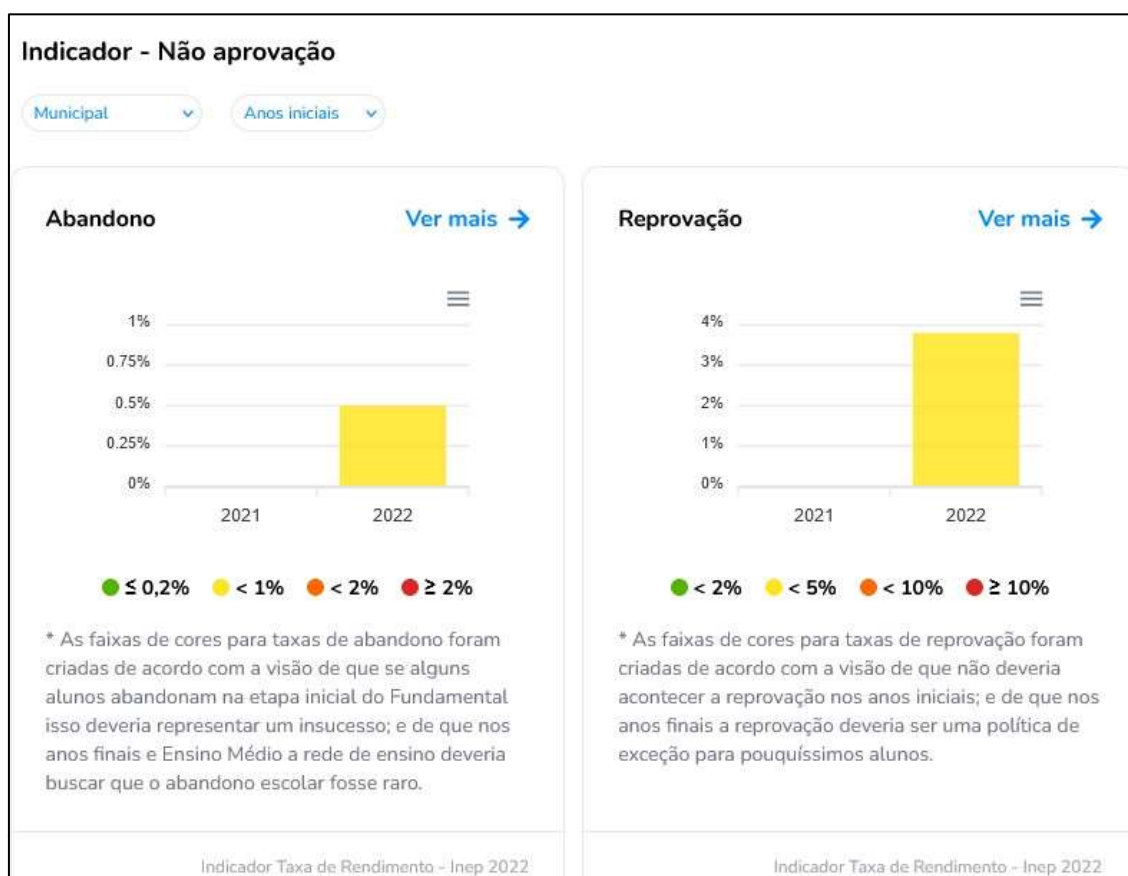 Indicador - Não aprovação
Municipal
Anos iniciais
Abandono
Ver mais →
1%
0.75%
0.5%
0.25%
0%
2021
2022
≤ 0,2%
< 1%
< 2%
≥ 2%
* As faixas de cores para taxas de abandono foram
criadas de acordo com a visão de que se alguns
alunos abandonam na etapa inicial do Fundamental
isso deveria representar um insucesso; e de que nos
anos finais e Ensino Médio a rede de ensino deveria
buscar que o abandono escolar fosse raro.
Indicador Taxa de Rendimento - Inep 2022
Reprovação
Ver mais →
4%
3%
2%
1%
0%
2021
2022
< 2%
< 5%
< 10%
≥ 10%
* As faixas de cores para taxas de reprovação foram
criadas de acordo com a visão de que não deveria
acontecer a reprovação nos anos iniciais; e de que nos
anos finais a reprovação deveria ser uma política de
exceção para pouquíssimos alunos.
Indicador Taxa de Rendimento - Inep 2022